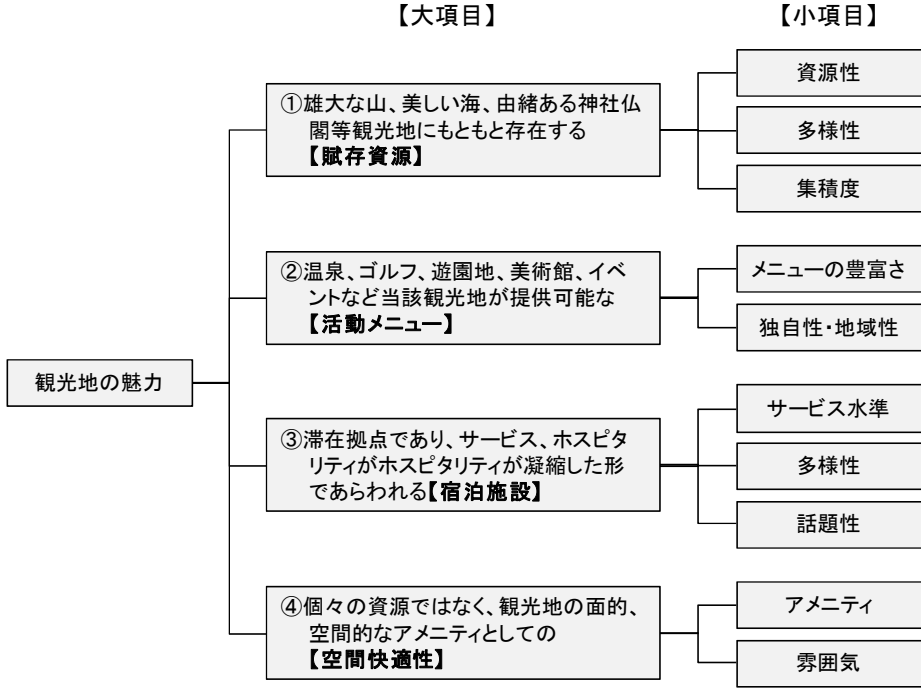 【大項目】
【小項目】
観光地の魅力
①雄大な山、美しい海、由緒ある神社仏
閣等観光地にもともと存在する
【賦存資源】
資源性
多様性
集積度
②温泉、ゴルフ、遊園地、美術館、イベ
ントなど当該観光地が提供可能な
【活動メニュー】
メニューの豊富さ
独自性・地域性
③滞在拠点であり、サービス、ホスピタ
リティがホスピタリティが凝縮した形
であらわれる【宿泊施設】
サービス水準
多様性
話題性
④個々の資源ではなく、観光地の面的、
空間的なアメニティとしての
【空間快適性】
アメニティ
雰囲気